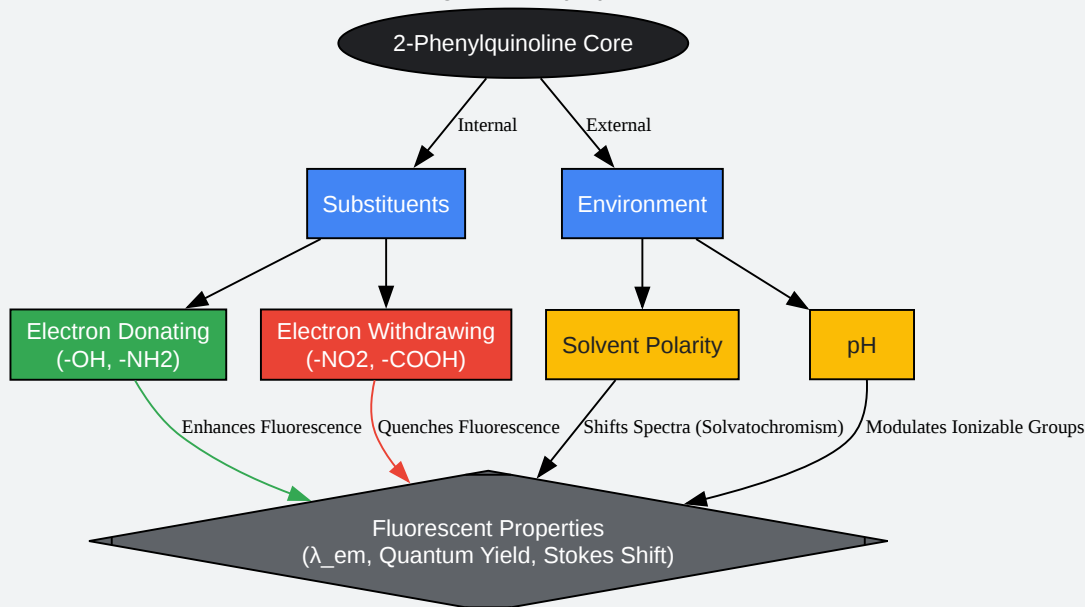 2-Phenylquinoline Core
Internal
External
Substituents
Environment
Electron Donating
(-OH, -NH2)
Electron Withdrawing
(-NO2, -COOH)
Solvent Polarity
pH
Enhances Fluorescence
Quenches Fluorescence
Shifts Spectra (Solvatochromism)
Modulates Ionizable Groups
Fluorescent Properties
(λ_em, Quantum Yield, Stokes Shift)